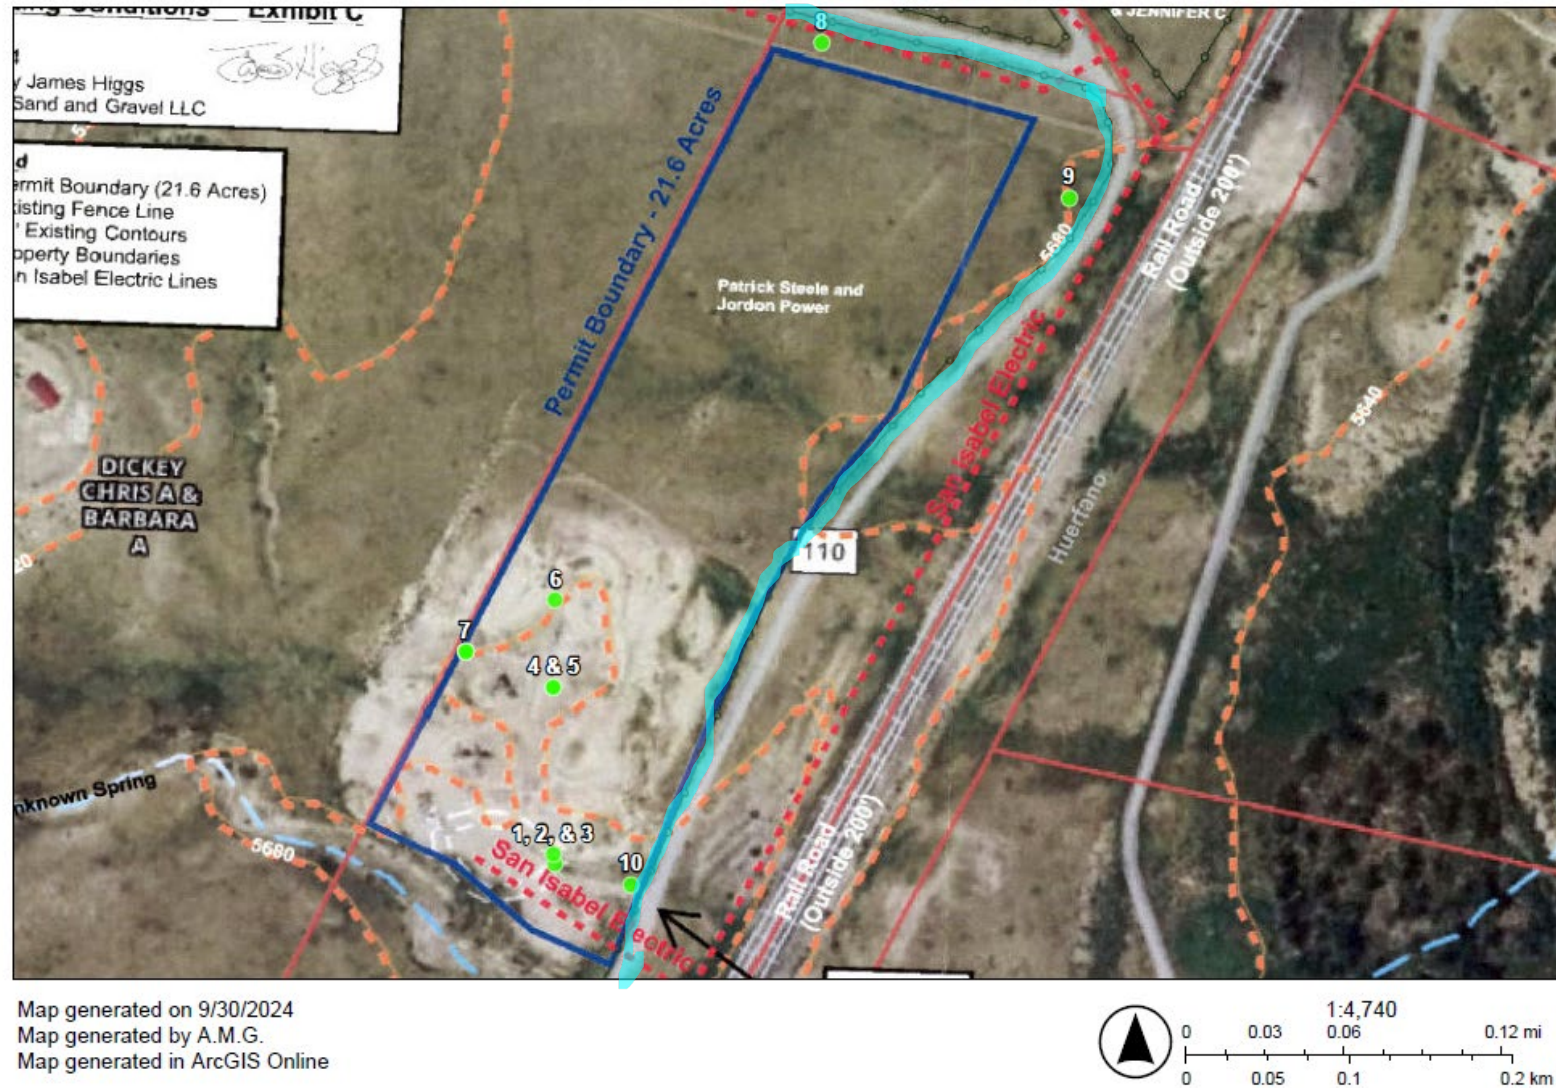 Conditions Exhibit C
y James Higgs
Sand and Gravel LLC
d
ermit Boundary (21.6 Acres)
xisting Fence Line
' Existing Contours
operty Boundaries
an Isabel Electric Lines
8
& JENNIFER C
Permit Boundary - 21.6 Acres
9
5680
Rail Road
(Outside 200')
Patrick Steele and
Jordon Power
San Isabel Electric
5640
DICKEY
CHRIS A &
BARBARA
A
20
110
Huerfano
6
7
4 & 5
nknown Spring
5680
1, 2, & 3
10
San Isabel Electric
Rail Road
(Outside 200')
Map generated on 9/30/2024
Map generated by A.M.G.
Map generated in ArcGIS Online
1:4,740
0 0.03 0.06 0.12 mi
0 0.05 0.1 0.2 km